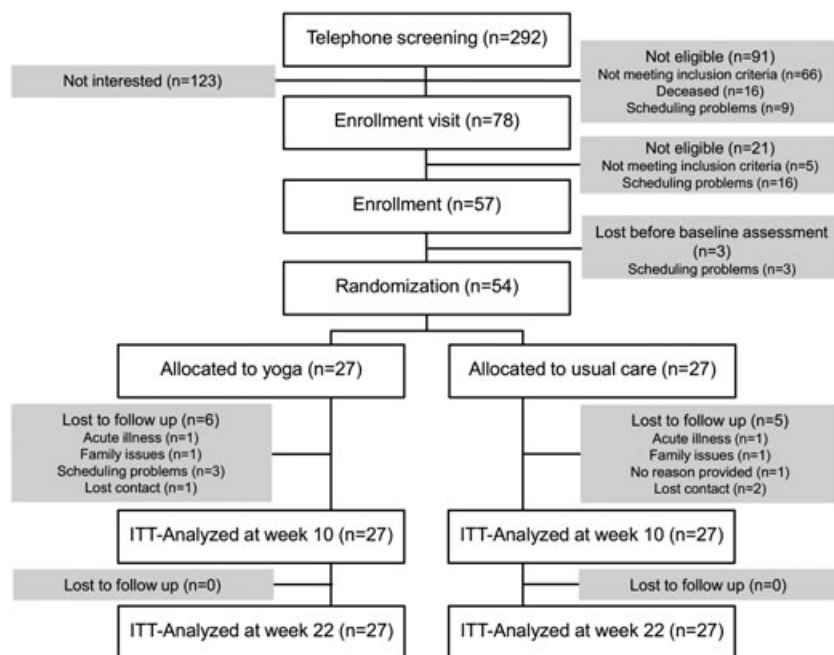 Telephone screening (n=292)
Not interested (n=123)
Not eligible (n=91)
Not meeting inclusion criteria (n=66)
Deceased (n=16)
Scheduling problems (n=9)
Enrollment visit (n=78)
Not eligible (n=21)
Not meeting inclusion criteria (n=5)
Scheduling problems (n=16)
Enrollment (n=57)
Lost before baseline assessment
(n=3)
Scheduling problems (n=3)
Randomization (n=54)
Allocated to yoga (n=27)
Allocated to usual care (n=27)
Lost to follow up (n=6)
Acute illness (n=1)
Family issues (n=1)
Scheduling problems (n=3)
Lost contact (n=1)
Lost to follow up (n=5)
Acute illness (n=1)
Family issues (n=1)
No reason provided (n=1)
Lost contact (n=2)
ITT-Analyzed at week 10 (n=27)
ITT-Analyzed at week 10 (n=27)
Lost to follow up (n=0)
Lost to follow up (n=0)
ITT-Analyzed at week 22 (n=27)
ITT-Analyzed at week 22 (n=27)